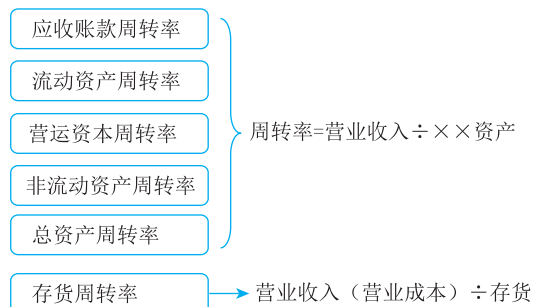 应收账款周转率
流动资产周转率
营运资本周转率
非流动资产周转率
总资产周转率
周转率=营业收入÷××资产
存货周转率
营业收入（营业成本）÷存货